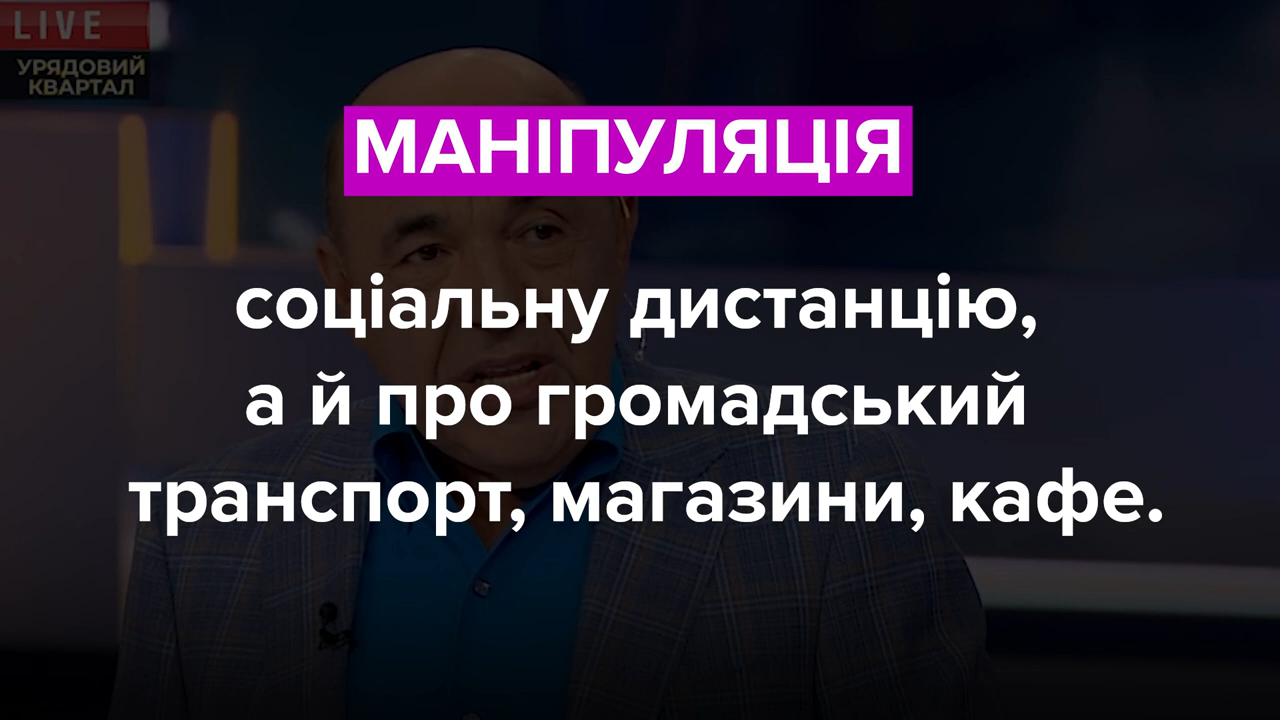 LIVE
УРЯДОВИЙ
КВАРТАЛ
МАНІПУЛЯЦІЯ
соціальну дистанцію,
а й про громадський
транспорт, магазини, кафе.